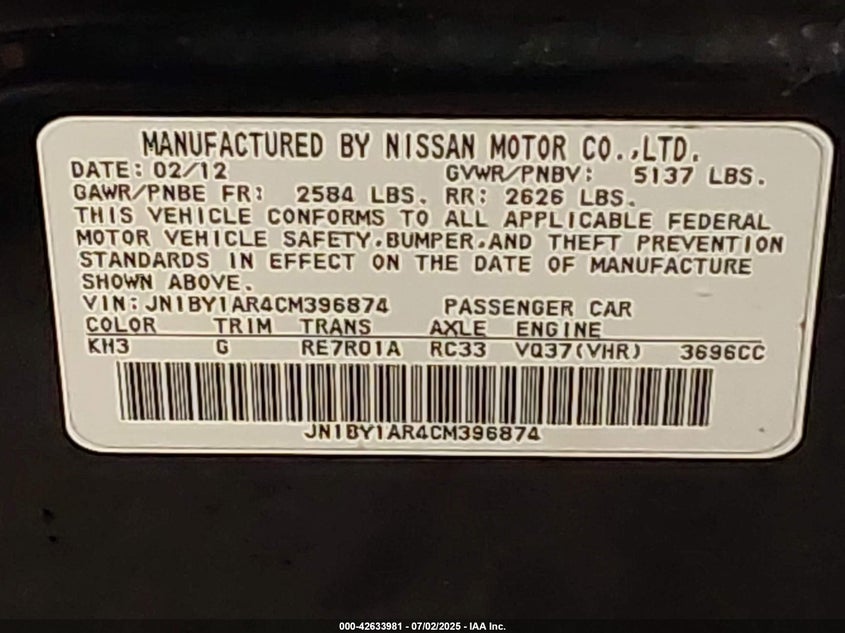 MANUFACTURED BY NISSAN MOTOR CO.,LTD.
DATE: 02/12 GVWR/PNBV: 5137 LBS.
GAWR/PNBE FR: 2584 LBS. RR: 2626 LBS.
THIS VEHICLE CONFORMS TO ALL APPLICABLE FEDERAL
MOTOR VEHICLE SAFETY,BUMPER,AND THEFT PREVENTION
STANDARDS IN EFFECT ON THE DATE OF MANUFACTURE
SHOWN ABOVE.
VIN: JN1BY1AR4CM396874 PASSENGER CAR
COLOR TRIM TRANS AXLE ENGINE
KH3 G RE7R01A RC33 VQ37(VHR) 3696CC
JN1BY1AR4CM396874
000-42633981 - 07/02/2025 - IAA Inc.